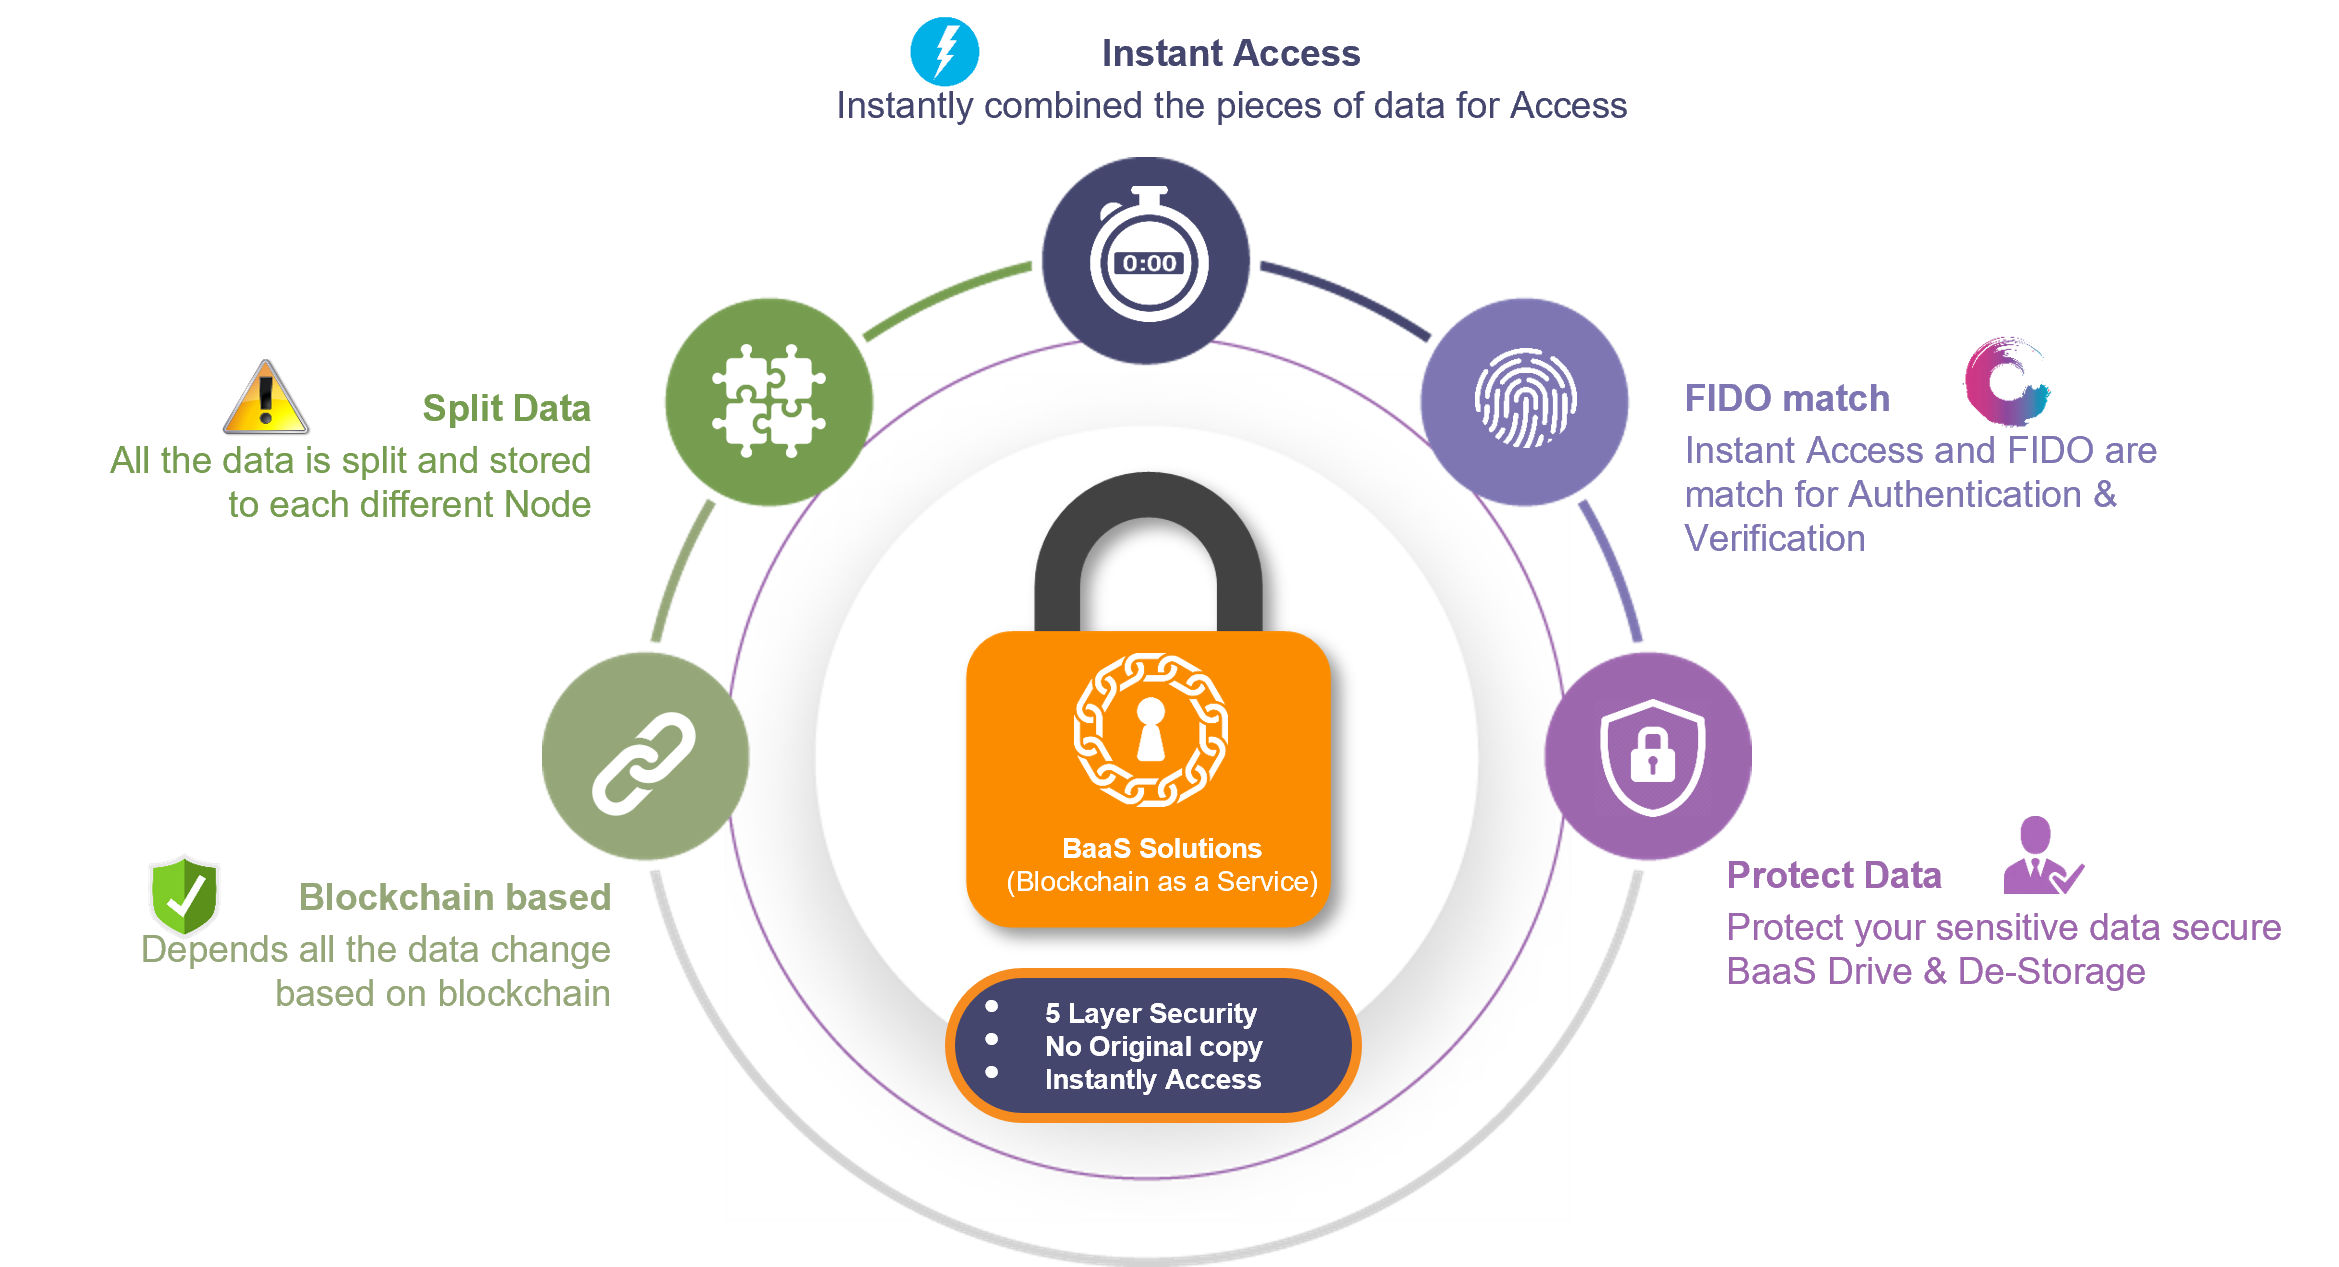 Instant Access
Instantly combined the pieces of data for Access
0:00
Split Data
All the data is split and stored
to each different Node
FIDO match
Instant Access and FIDO are
match for Authentication &
Verification
Blockchain based
Depends all the data change
based on blockchain
BaaS Solutions
(Blockchain as a Service)
Protect Data
Protect your sensitive data secure
BaaS Drive & De-Storage
• 5 Layer Security
• No Original copy
• Instantly Access